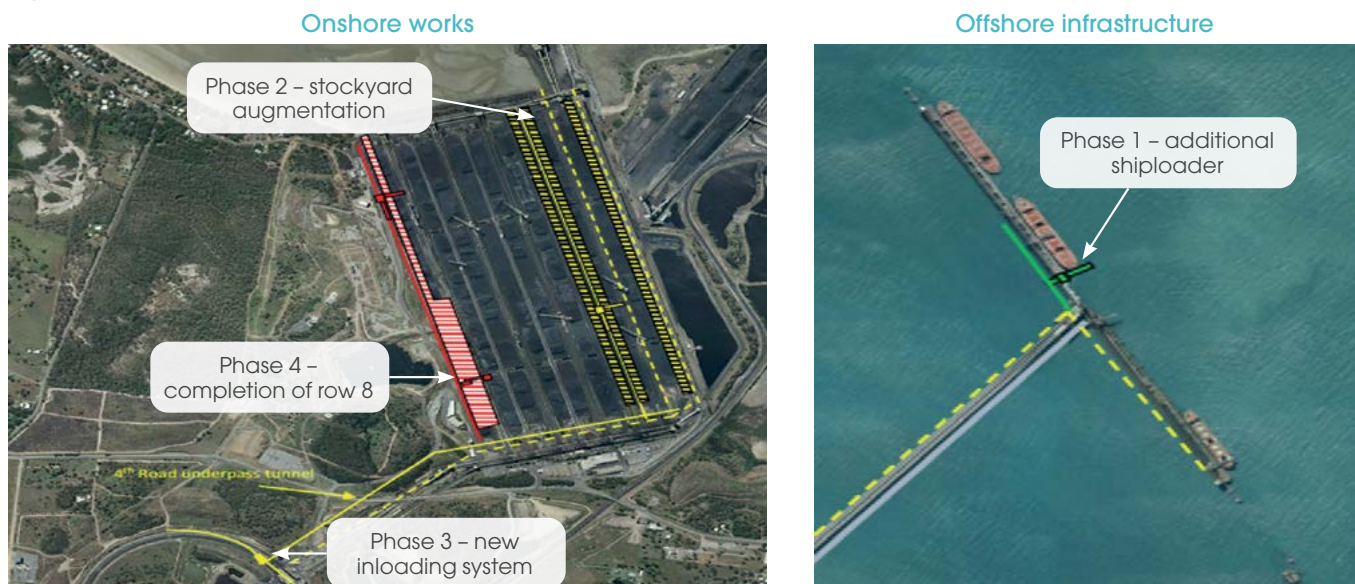 Onshore works
Offshore infrastructure
Phase 2 – stockyard
augmentation
Phase 1 – additional
shiploader
Phase 4 –
completion of row 8
4th Road underpass tunnel
Phase 3 – new
inloading system